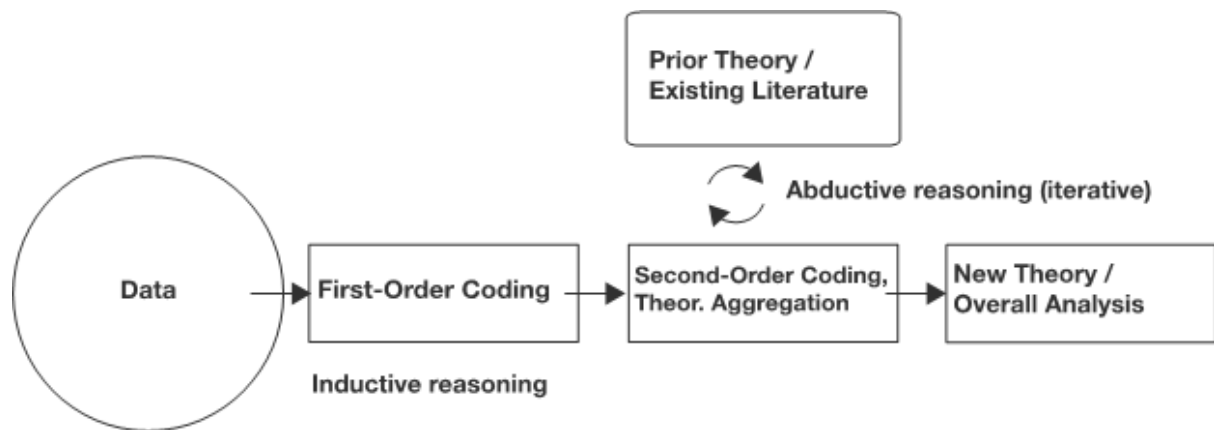 Prior Theory /
Existing Literature
Abductive reasoning (iterative)
Data
First-Order Coding
Second-Order Coding,
Theor. Aggregation
New Theory /
Overall Analysis
Inductive reasoning